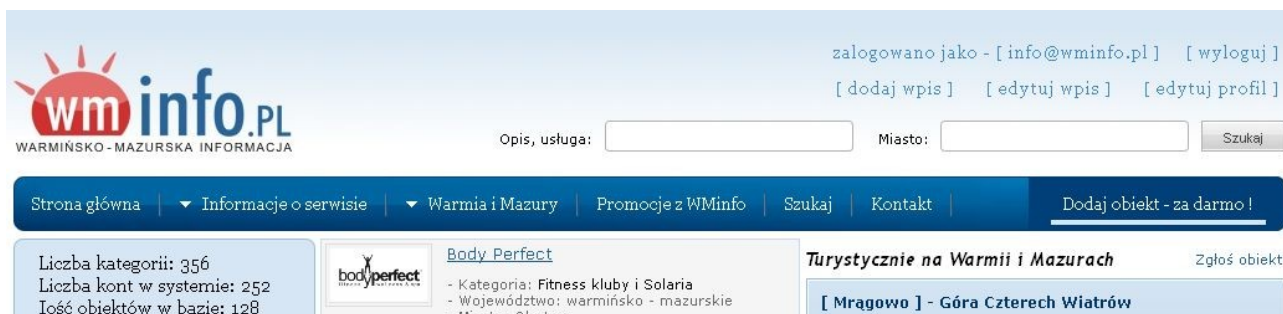 zalogowano jako - [ info@wminfo.pl ] [ wyloguj ]
[ dodaj wpis ] [ edytuj wpis ] [ edytuj profil ]
wminfo.PL
WARMIŃSKO-MAZURSKA INFORMACJA
Opis, usługa: Miasto: Szukaj
Strona główna Informacje o serwisie Warmia i Mazury Promocje z WMinfo Szukaj Kontakt Dodaj obiekt - za darmo !
Liczba kategorii: 356
Liczba kont w systemie: 252
Ilość obiektów w bazie: 128
bodyperfect
Body Perfect
- Kategoria: Fitness kluby i Solaria
- Województwo: warmińsko - mazurskie
Turystycznie na Warmii i Mazurach Zgłoś obiekt
[ Mrągowo ] - Góra Czterech Wiatrów